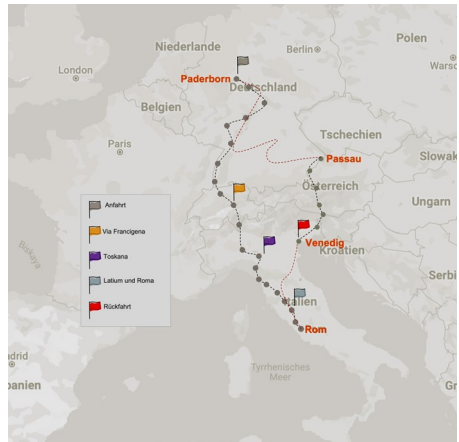 Niederlande
Berlin
Polen
London
Paderborn
Deutschland
Belgien
Tschechien
Paris
Passau
Slowak
Österreich
Ungarn
Anfahrt
Via Francigena
Toskana
Latium und Roma
Rückfahrt
Venedig
Kroatien
Biskaya
Serbi
Italien
Rom
Tyrrhenisches
Meer
adrid
panien
Gr